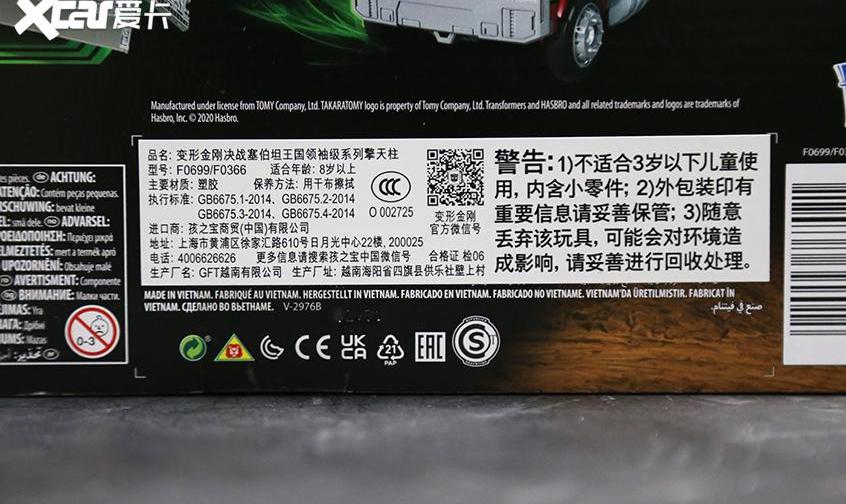 Xcar爱卡
Manufactured under license from TOMY Company, Ltd. TAKARATOMY logo is property of Tomy Company, Ltd. Transformers and HASBRO and all related trademarks and logos are trademarks of
Hasbro, Inc. © 2020 Hasbro.
品名: 变形金刚决战塞伯坦王国领袖级系列擎天柱
型号: F0699/F0366 适合年龄: 8岁以上
主要材质: 塑胶 保养方法: 用干布擦拭
执行标准: GB6675.1-2014、GB6675.2-2014
GB6675.3-2014、GB6675.4-2014
进口商: 孩之宝商贸(中国)有限公司
地址: 上海市黄浦区徐家汇路610号日月光中心22楼, 200025
电话: 4006626626 更多信息请搜索孩之宝中国微信号 合格证 检06
生产厂名: GFT越南有限公司 生产厂址: 越南海阳省四旗县供乐社壁上村
CCC
O 002725
变形金刚
官方微信号
警告: 1)不适合3岁以下儿童使
用, 内含小零件; 2)外包装印有
重要信息请妥善保管; 3)随意
丢弃该玩具, 可能会对环境造
成影响, 请妥善进行回收处理。
F0699/F0
MADE IN VIETNAM. FABRIQUÉ AU VIETNAM. HERGESTELLT IN VIETNAM. FABRICADO EN VIETNAM. FABRICADO NO VIETNAME. VIETNAM'DA ÜRETILMISTIR. FABRICAT ÎN
VIETNAM. СДЕЛАНО ВО ВЬЕТНАМЕ. V-2976B
صنع في فيتنام.
es pièces. ACHTUNG:
TENÇÃO: Contém peças pequenas.
RSCHUWING: bevat kleine
EL: små dele. ADVARSEL:
ΡΟΕΙΔΟΠΟΙΗΣΗ: Περιέχει μικρά
ELMEZTETÉS: mert a termék apró
UPOZORNĚNÍ: Obsahuje malé
AVERTISMENT: Componente
ВНИМАНИЕ: Малки части.
JIMAS: Yra
تحذير:
0-3
CE
UK
CA
21
PAP
EAC
S